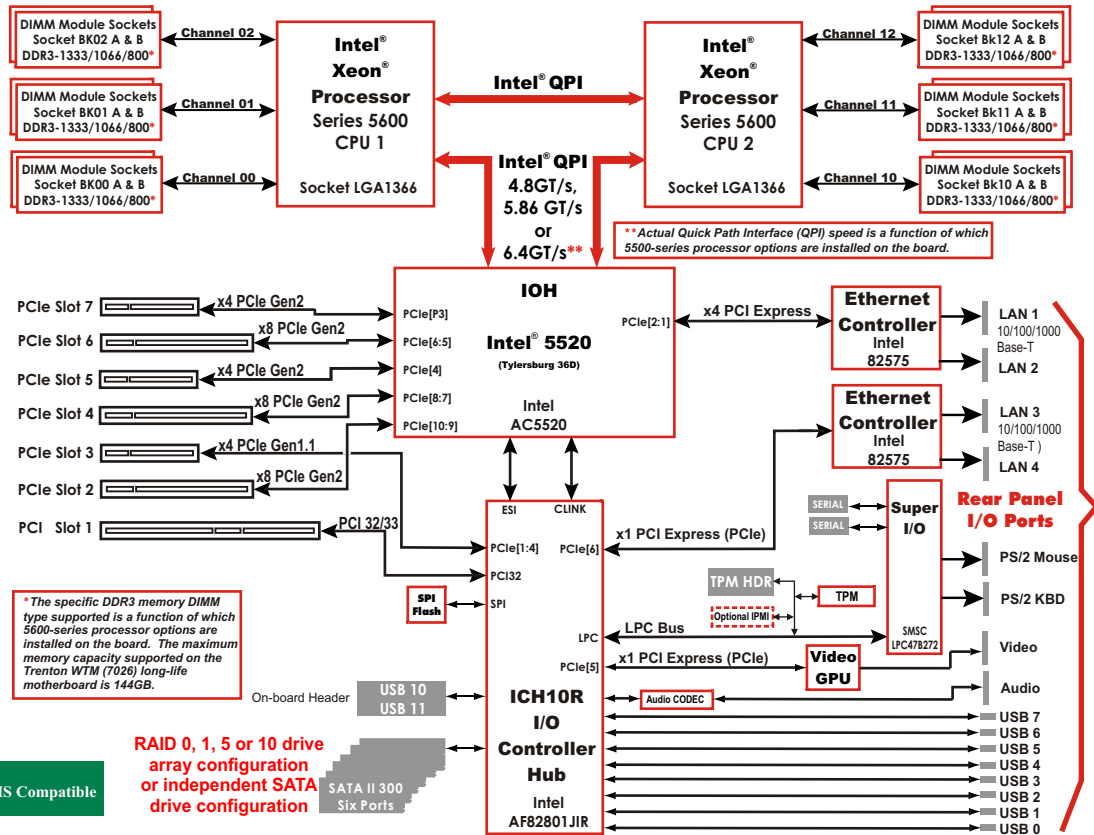 DIMM Module Sockets
Socket BK02 A & B
DDR3-1333/1066/800*
Channel 02
DIMM Module Sockets
Socket BK01 A & B
DDR3-1333/1066/800*
Channel 01
DIMM Module Sockets
Socket BK00 A & B
DDR3-1333/1066/800*
Channel 00
Intel®
Xeon®
Processor
Series 5600
CPU 1
Socket LGA1366
Intel® QPI
Intel® QPI
4.8GT/s,
5.86 GT/s
or
6.4GT/s**
Intel®
Xeon®
Processor
Series 5600
CPU 2
Socket LGA1366
Channel 12
DIMM Module Sockets
Socket Bk12 A & B
DDR3-1333/1066/800*
Channel 11
DIMM Module Sockets
Socket Bk11 A & B
DDR3-1333/1066/800*
Channel 10
DIMM Module Sockets
Socket Bk10 A & B
DDR3-1333/1066/800*
**Actual Quick Path Interface (QPI) speed is a function of which
5500-series processor options are installed on the board.
PCIe Slot 7
x4 PCIe Gen2
PCIe Slot 6
x8 PCIe Gen2
PCIe Slot 5
x4 PCIe Gen2
PCIe Slot 4
x8 PCIe Gen2
PCIe Slot 3
x4 PCIe Gen1.1
PCIe Slot 2
x8 PCIe Gen2
PCI Slot 1
PCI 32/33
IOH
PCIe[P3]
PCIe[6:5]
PCIe[4]
PCIe[8:7]
PCIe[10:9]
PCIe[2:1]
Intel® 5520
(Tylersburg 36D)
Intel
AC5520
x4 PCI Express
Ethernet
Controller
Intel
82575
LAN 1
10/100/1000
Base-T
LAN 2
Ethernet
Controller
Intel
82575
LAN 3
10/100/1000
Base-T )
LAN 4
Rear Panel
I/O Ports
ESI
CLINK
PCIe[1:4]
PCI32
SPI
PCIe[6]
LPC
PCIe[5]
x1 PCI Express (PCIe)
SERIAL
SERIAL
Super
I/O
SMSC
LPC47B272
PS/2 Mouse
PS/2 KBD
TPM HDR
TPM
Optional IPMI
LPC Bus
x1 PCI Express (PCIe)
Video
GPU
Video
Audio CODEC
Audio
SPI
Flash
*The specific DDR3 memory DIMM
type supported is a function of which
5600-series processor options are
installed on the board. The maximum
memory capacity supported on the
Trenton WTM (7026) long-life
motherboard is 144GB.
On-board Header
USB 10
USB 11
ICH10R
I/O
Controller
Hub
Intel
AF82801JIR
RAID 0, 1, 5 or 10 drive
array configuration
or independent SATA
drive configuration
SATA II 300
Six Ports
IS Compatible
USB 7
USB 6
USB 5
USB 4
USB 3
USB 2
USB 1
USB 0